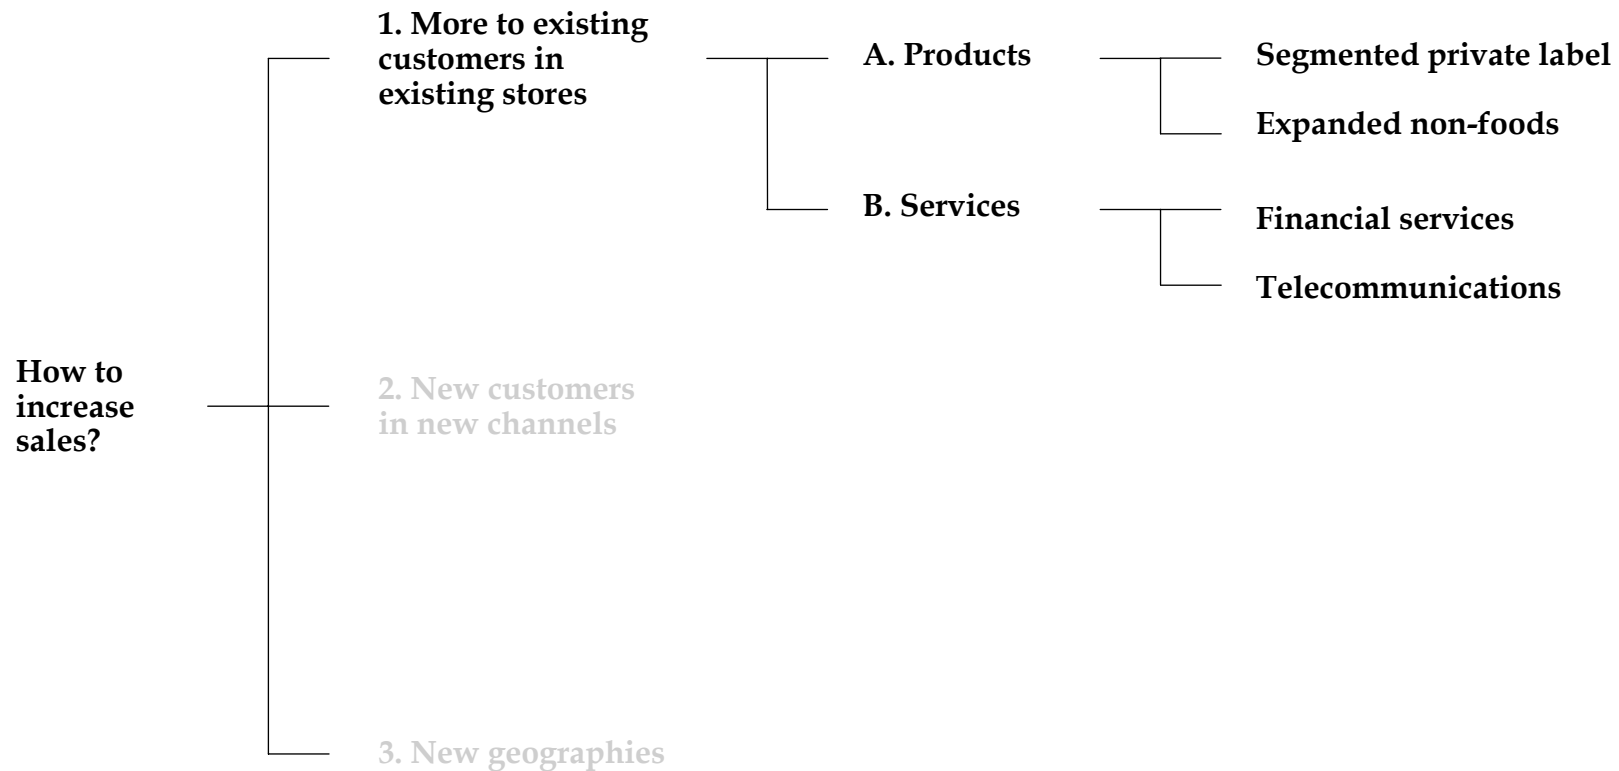 How to
increase
sales?
1. More to existing
customers in
existing stores
A. Products
Segmented private label
Expanded non-foods
B. Services
Financial services
Telecommunications
2. New customers
in new channels
3. New geographies